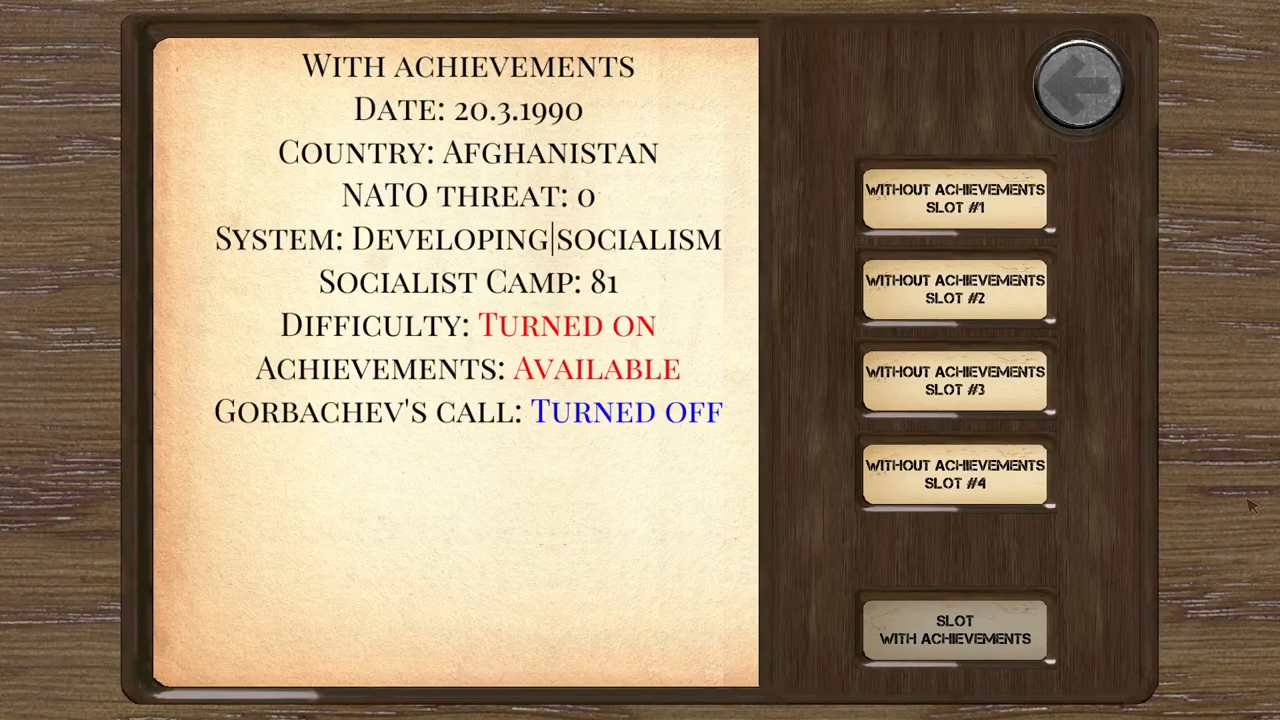 With achievements
Date: 20.3.1990
Country: Afghanistan
NATO threat: 0
System: Developing|socialism
Socialist Camp: 81
Difficulty: Turned on
Achievements: Available
Gorbachev's call: Turned off
WITHOUT ACHIEVEMENTS
SLOT #1
WITHOUT ACHIEVEMENTS
SLOT #2
WITHOUT ACHIEVEMENTS
SLOT #3
WITHOUT ACHIEVEMENTS
SLOT #4
SLOT
WITH ACHIEVEMENTS